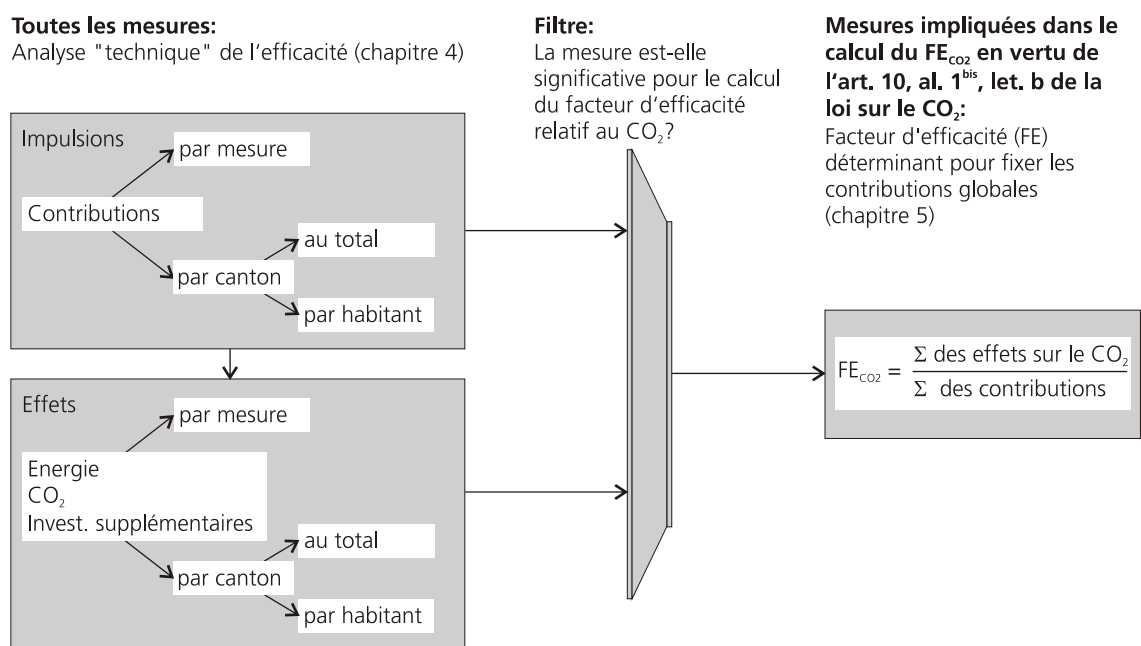 Toutes les mesures:
Analyse "technique" de l'efficacité (chapitre 4)
Impulsions
par mesure
Contributions
au total
par canton
par habitant
Effets
par mesure
Energie
CO₂
Invest. supplémentaires
au total
par canton
par habitant
Filtre:
La mesure est-elle
significative pour le calcul
du facteur d'efficacité
relatif au CO₂?
Mesures impliquées dans le
calcul du FE_CO2 en vertu de
l'art. 10, al. 1^bis, let. b de la
loi sur le CO₂:
Facteur d'efficacité (FE)
déterminant pour fixer les
contributions globales
(chapitre 5)
Σ des effets sur le CO₂
FE_CO2 =
Σ des contributions